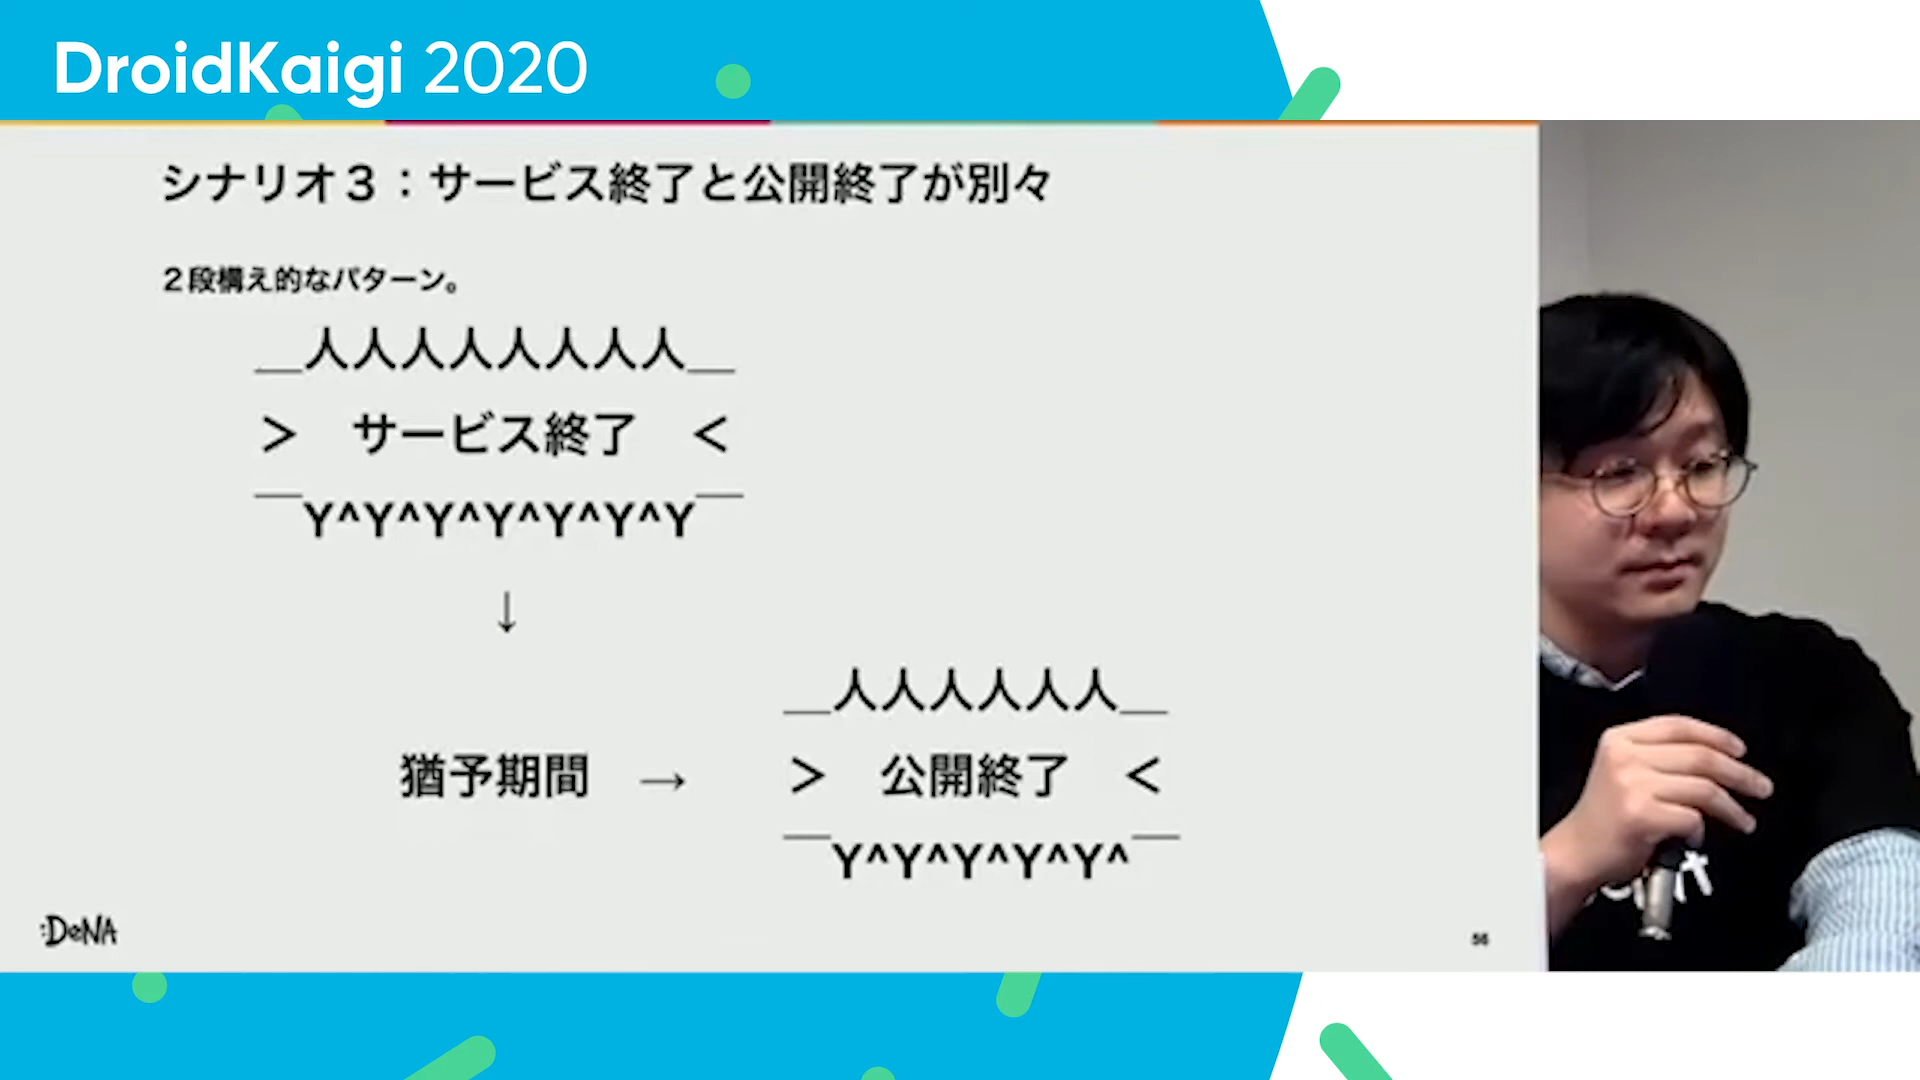 DroidKaigi 2020
シナリオ３：サービス終了と公開終了が別々
２段構え的なパターン。
＿人人人人人人人人＿
＞　サービス終了　＜
￣Y^Y^Y^Y^Y^Y^Y￣
↓
＿人人人人人人＿
猶予期間　→　＞　公開終了　＜
￣Y^Y^Y^Y^Y^￣
:DeNA
56